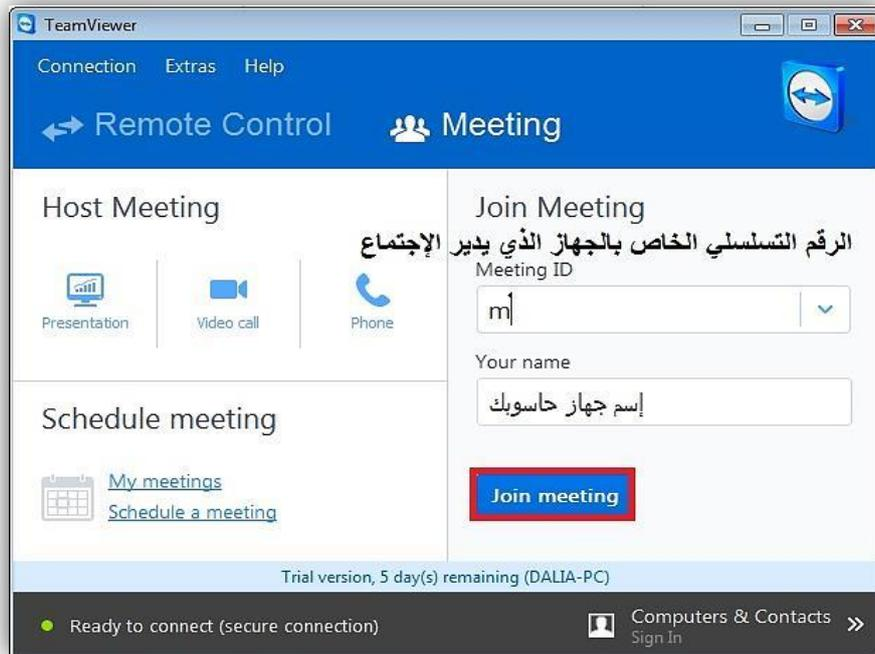 TeamViewer
Connection Extras Help
Remote Control Meeting
Host Meeting
Presentation Video call Phone
Schedule meeting
My meetings
Schedule a meeting
Join Meeting
الرقم التسلسلي الخاص بالجهاز الذي يدير الإجتماع
Meeting ID
m
Your name
إسم جهاز حاسوبك
Join meeting
Trial version, 5 day(s) remaining (DALIA-PC)
Ready to connect (secure connection)
Computers & Contacts
Sign In